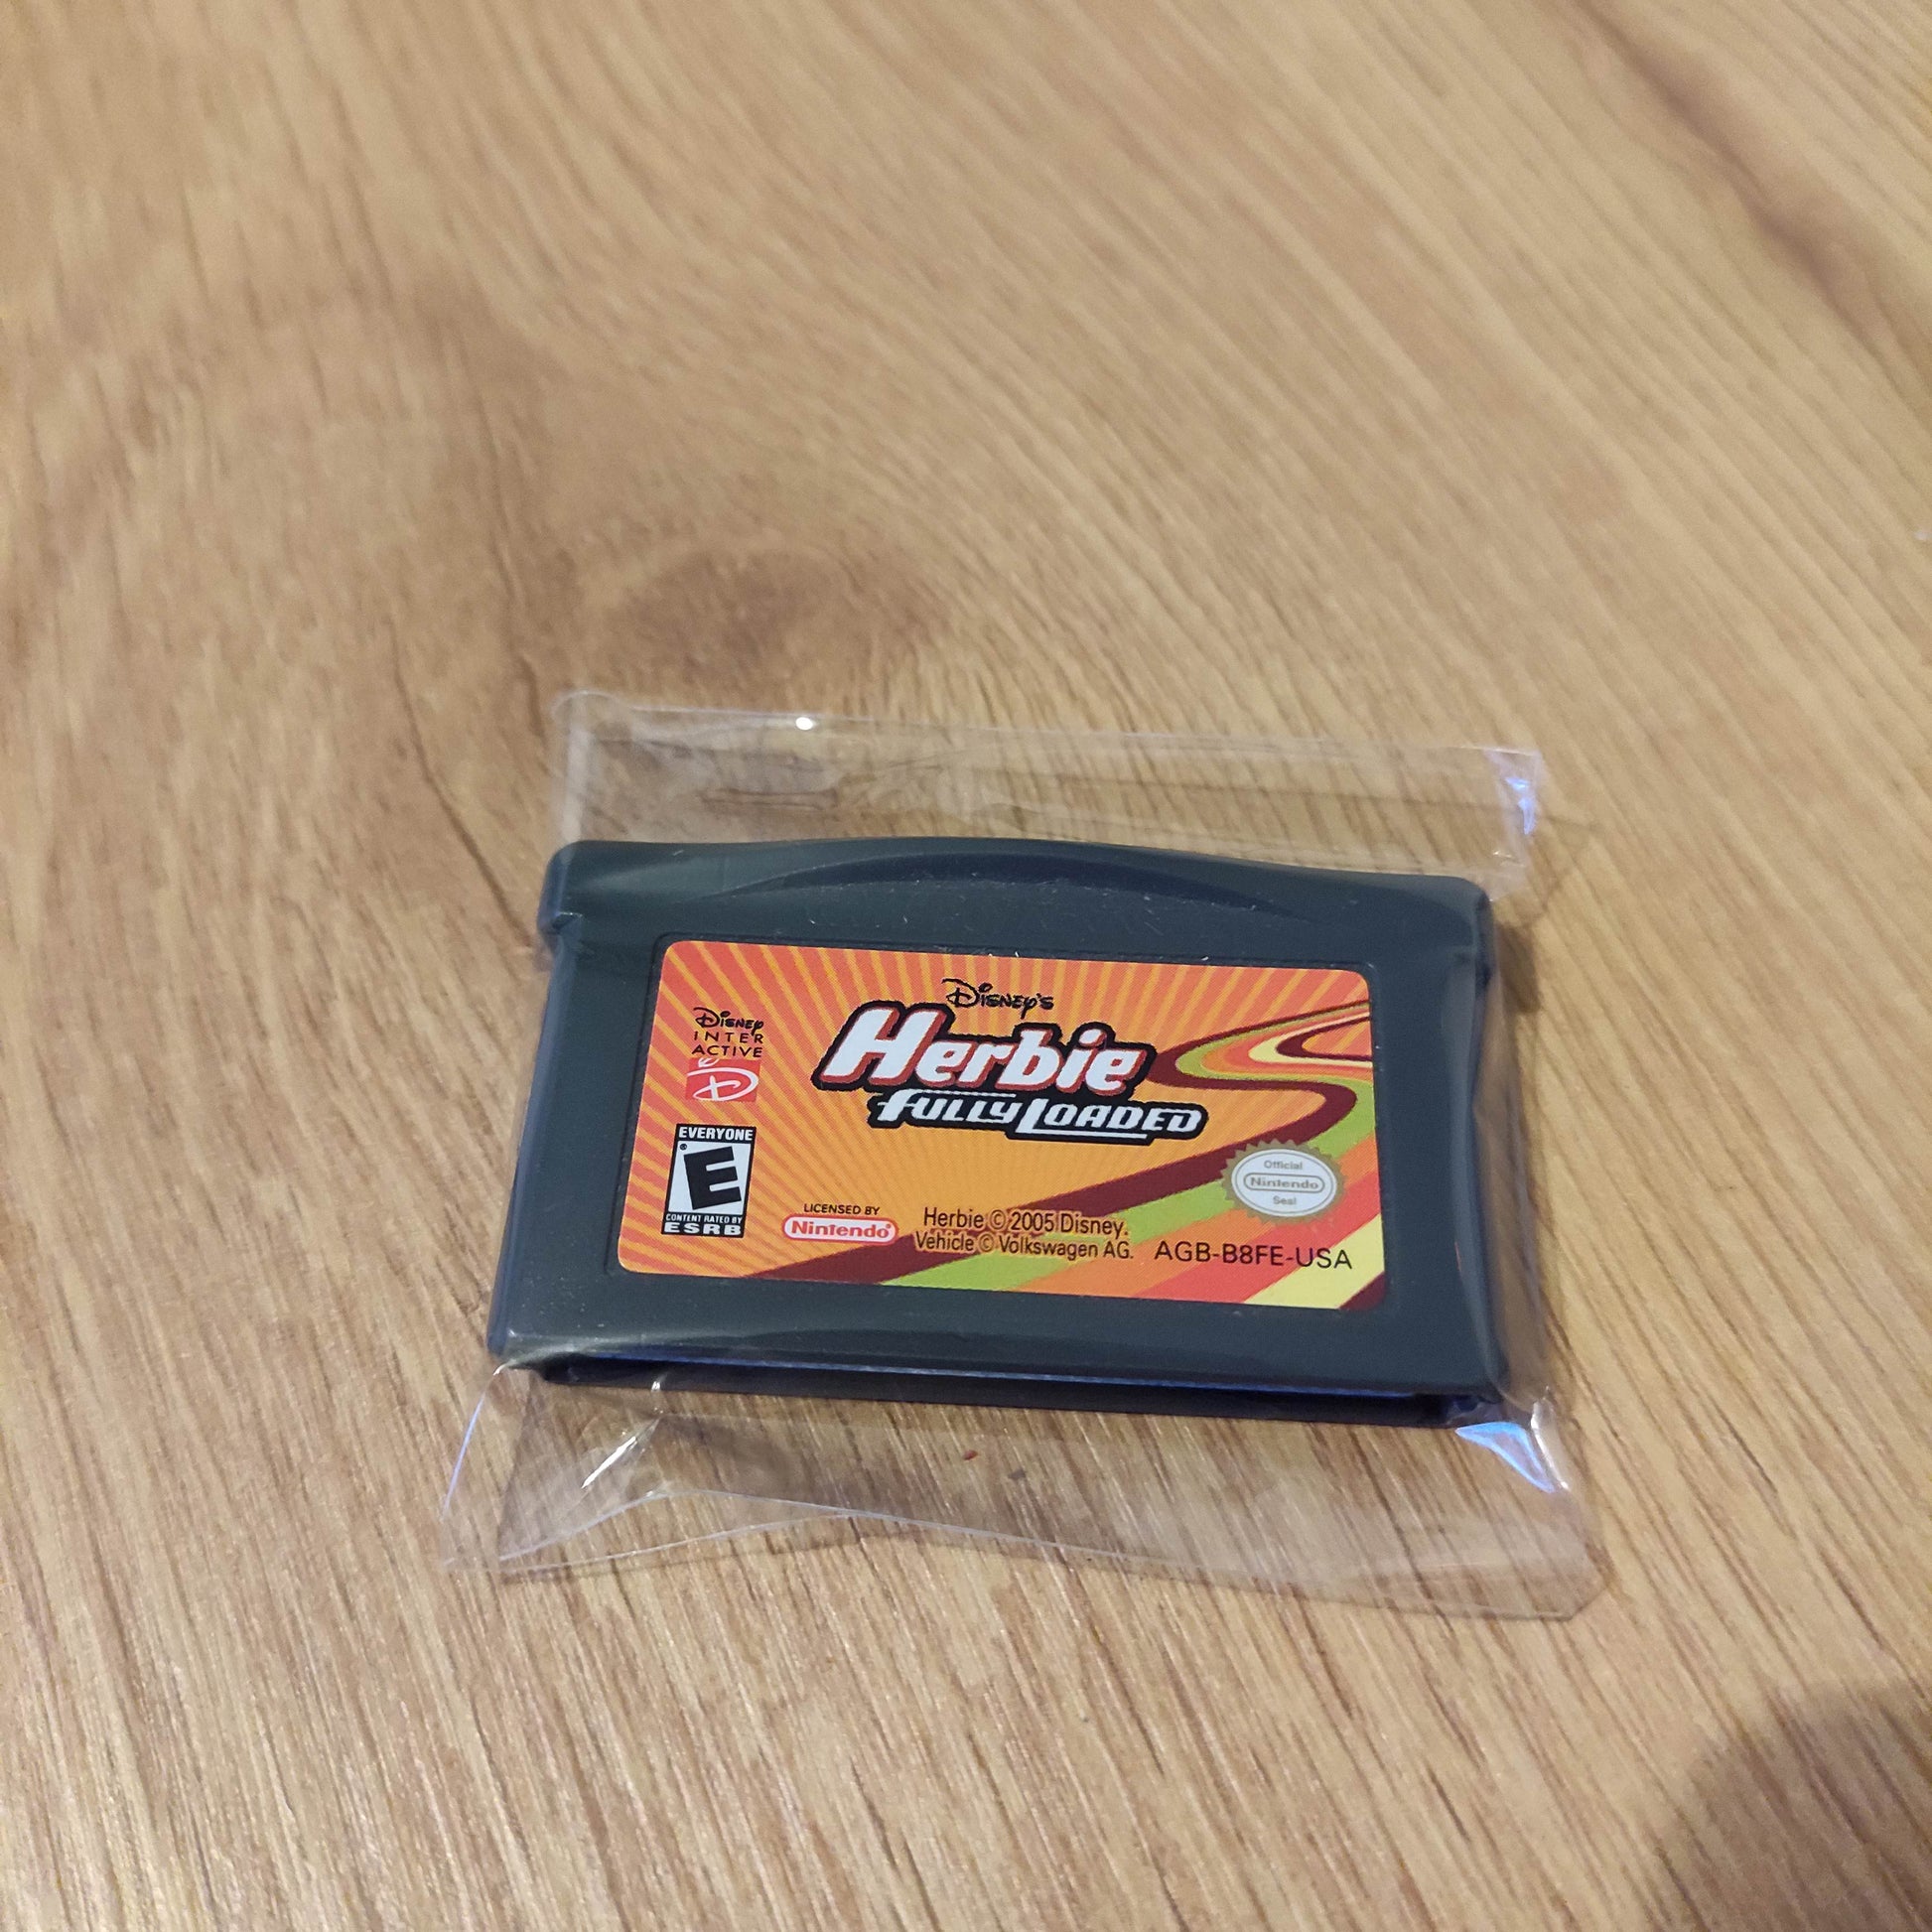 Disney's
Herbie
Fully Loaded
Disney
INTER
ACTIVE
D
EVERYONE
E
CONTENT RATED BY
ESRB
LICENSED BY
Nintendo®
Herbie © 2005 Disney.
Vehicle © Volkswagen AG.
AGB-B8FE-USA
Official
Nintendo
Seal